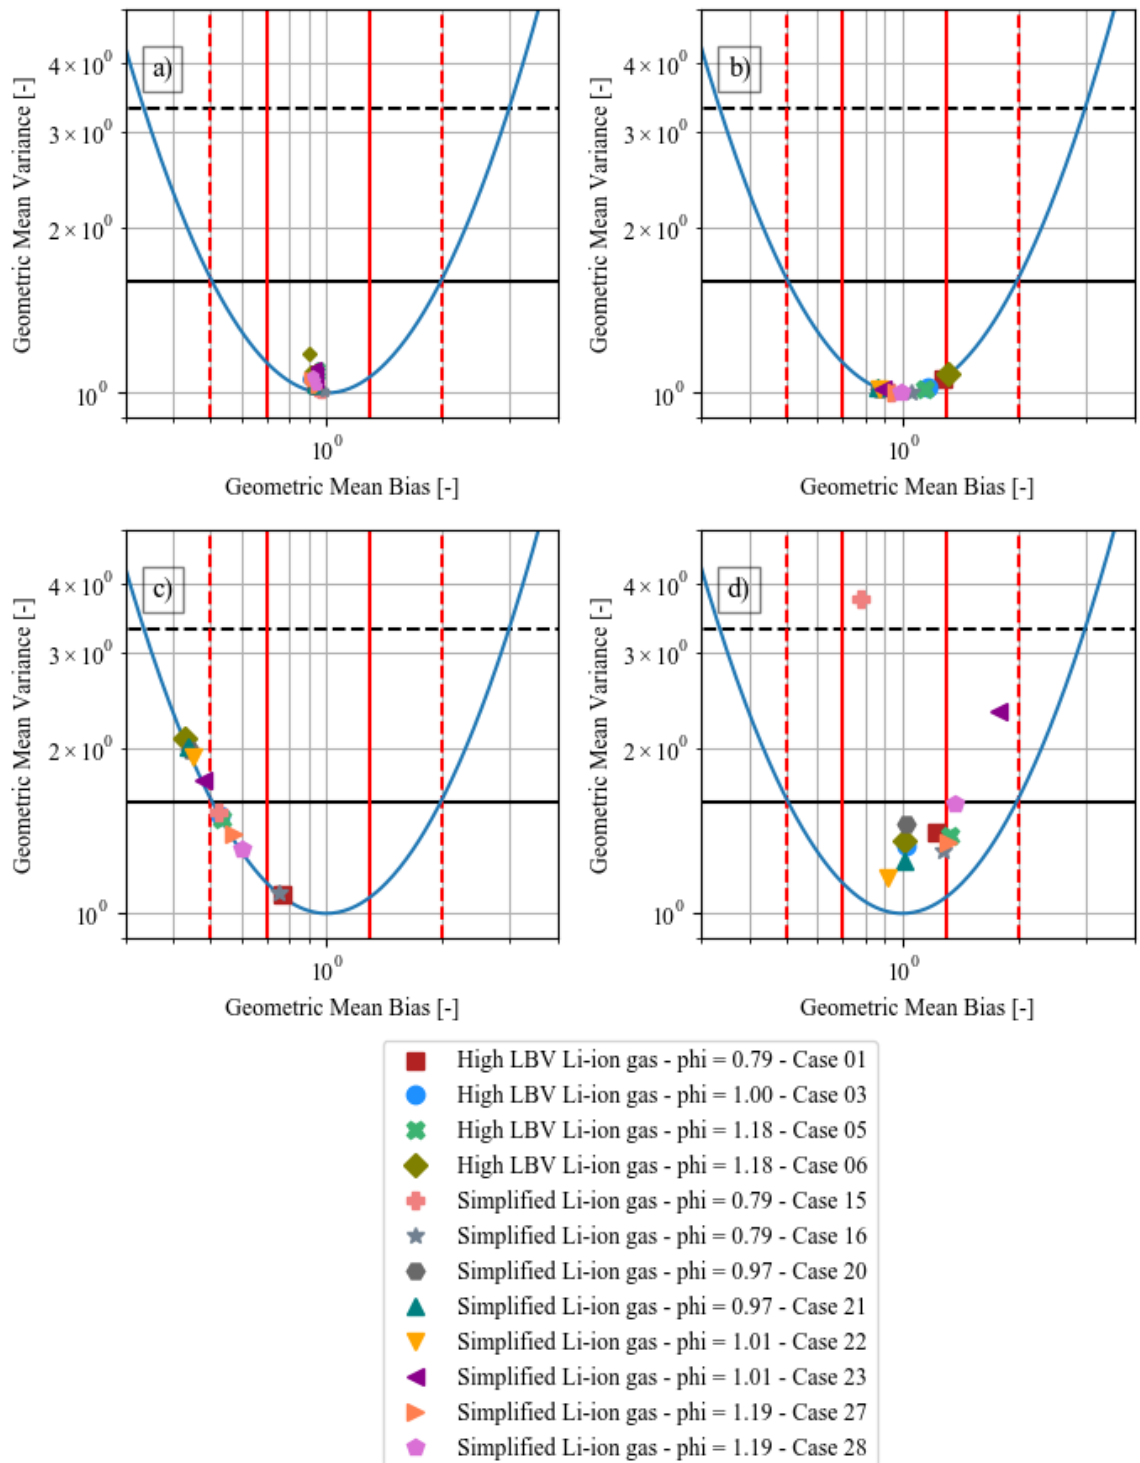 a)
4 × 10⁰
3 × 10⁰
2 × 10⁰
10⁰
Geometric Mean Variance [-]
10⁰
Geometric Mean Bias [-]
b)
4 × 10⁰
3 × 10⁰
2 × 10⁰
10⁰
Geometric Mean Variance [-]
10⁰
Geometric Mean Bias [-]
c)
4 × 10⁰
3 × 10⁰
2 × 10⁰
10⁰
Geometric Mean Variance [-]
10⁰
Geometric Mean Bias [-]
d)
4 × 10⁰
3 × 10⁰
2 × 10⁰
10⁰
Geometric Mean Variance [-]
10⁰
Geometric Mean Bias [-]
High LBV Li-ion gas - phi = 0.79 - Case 01
High LBV Li-ion gas - phi = 1.00 - Case 03
High LBV Li-ion gas - phi = 1.18 - Case 05
High LBV Li-ion gas - phi = 1.18 - Case 06
Simplified Li-ion gas - phi = 0.79 - Case 15
Simplified Li-ion gas - phi = 0.79 - Case 16
Simplified Li-ion gas - phi = 0.97 - Case 20
Simplified Li-ion gas - phi = 0.97 - Case 21
Simplified Li-ion gas - phi = 1.01 - Case 22
Simplified Li-ion gas - phi = 1.01 - Case 23
Simplified Li-ion gas - phi = 1.19 - Case 27
Simplified Li-ion gas - phi = 1.19 - Case 28